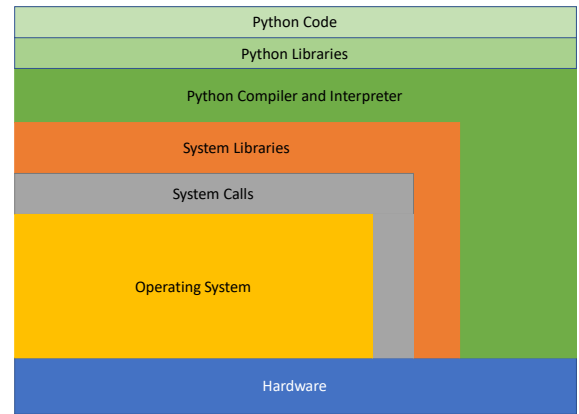 Python Code
Python Libraries
Python Compiler and Interpreter
System Libraries
System Calls
Operating System
Hardware